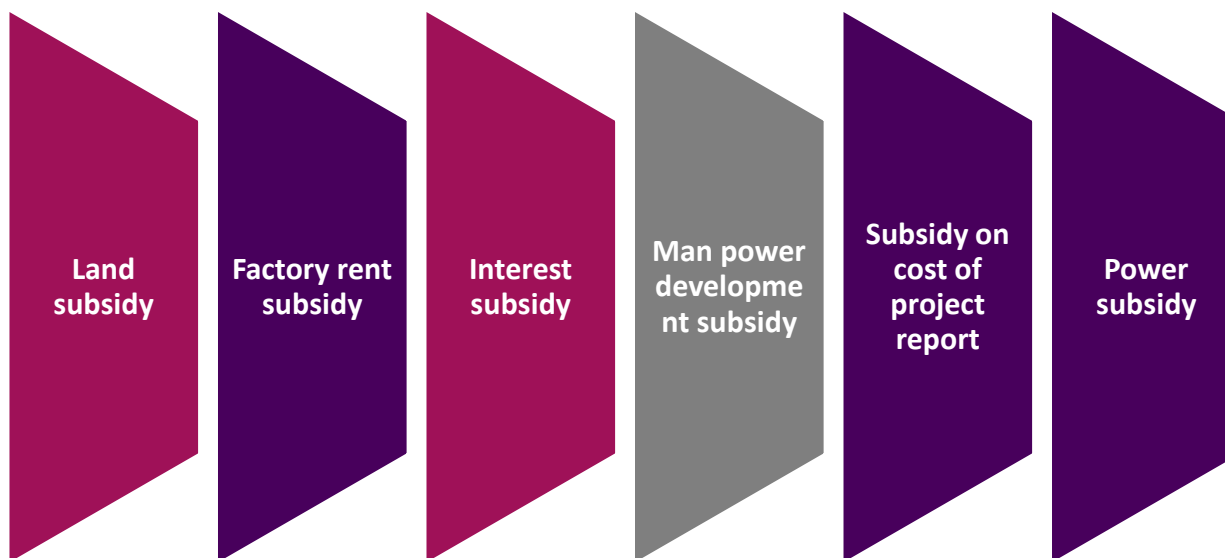 Land
subsidy
Factory rent
subsidy
Interest
subsidy
Man power
developme
nt subsidy
Subsidy on
cost of
project
report
Power
subsidy